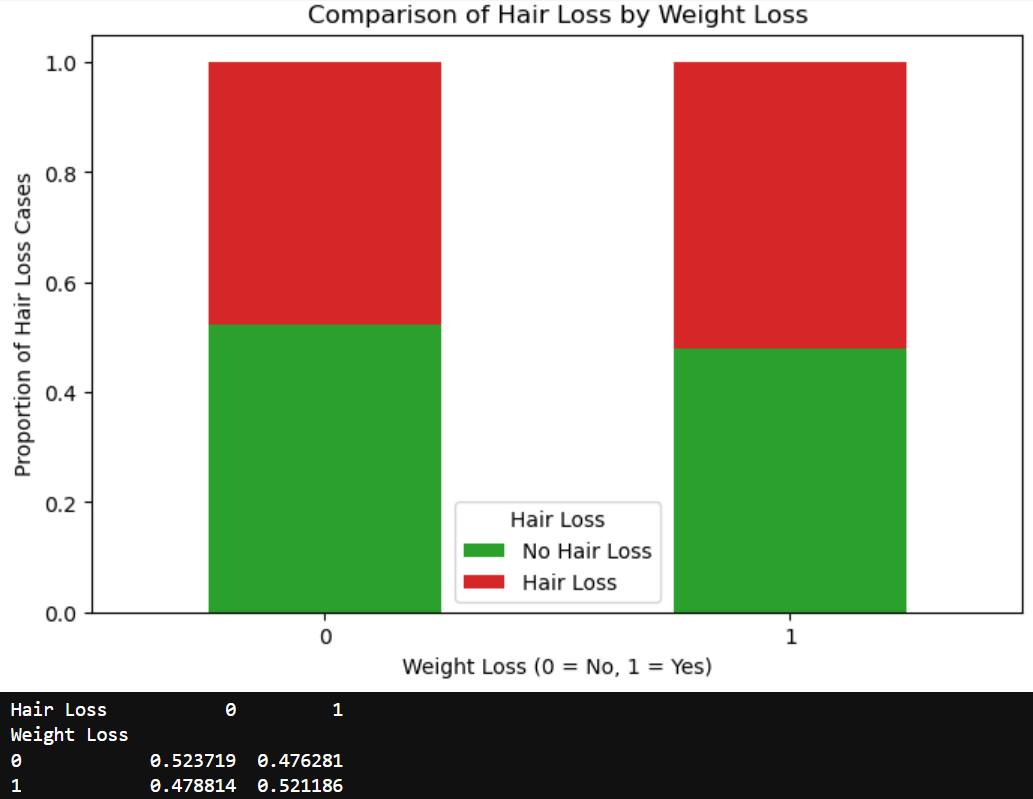 Comparison of Hair Loss by Weight Loss
Proportion of Hair Loss Cases
1.0
0.8
0.6
0.4
0.2
0.0
Hair Loss
No Hair Loss
Hair Loss
0 1
Weight Loss (0 = No, 1 = Yes)
Hair Loss 0 1
Weight Loss
0 0.523719 0.476281
1 0.478814 0.521186